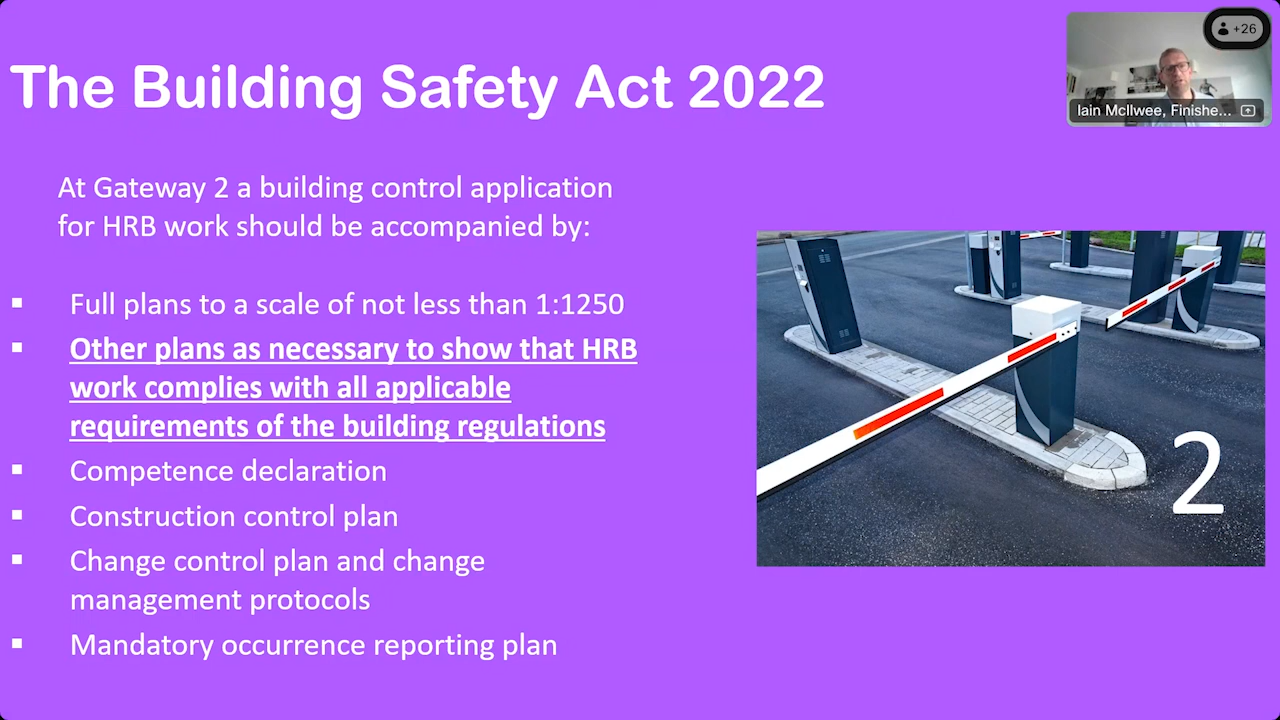 The Building Safety Act 2022
+26
Iain McIlwee, Finishe...
At Gateway 2 a building control application
for HRB work should be accompanied by:
▪ Full plans to a scale of not less than 1:1250
▪ Other plans as necessary to show that HRB
work complies with all applicable
requirements of the building regulations
▪ Competence declaration
▪ Construction control plan
▪ Change control plan and change
management protocols
▪ Mandatory occurrence reporting plan
2